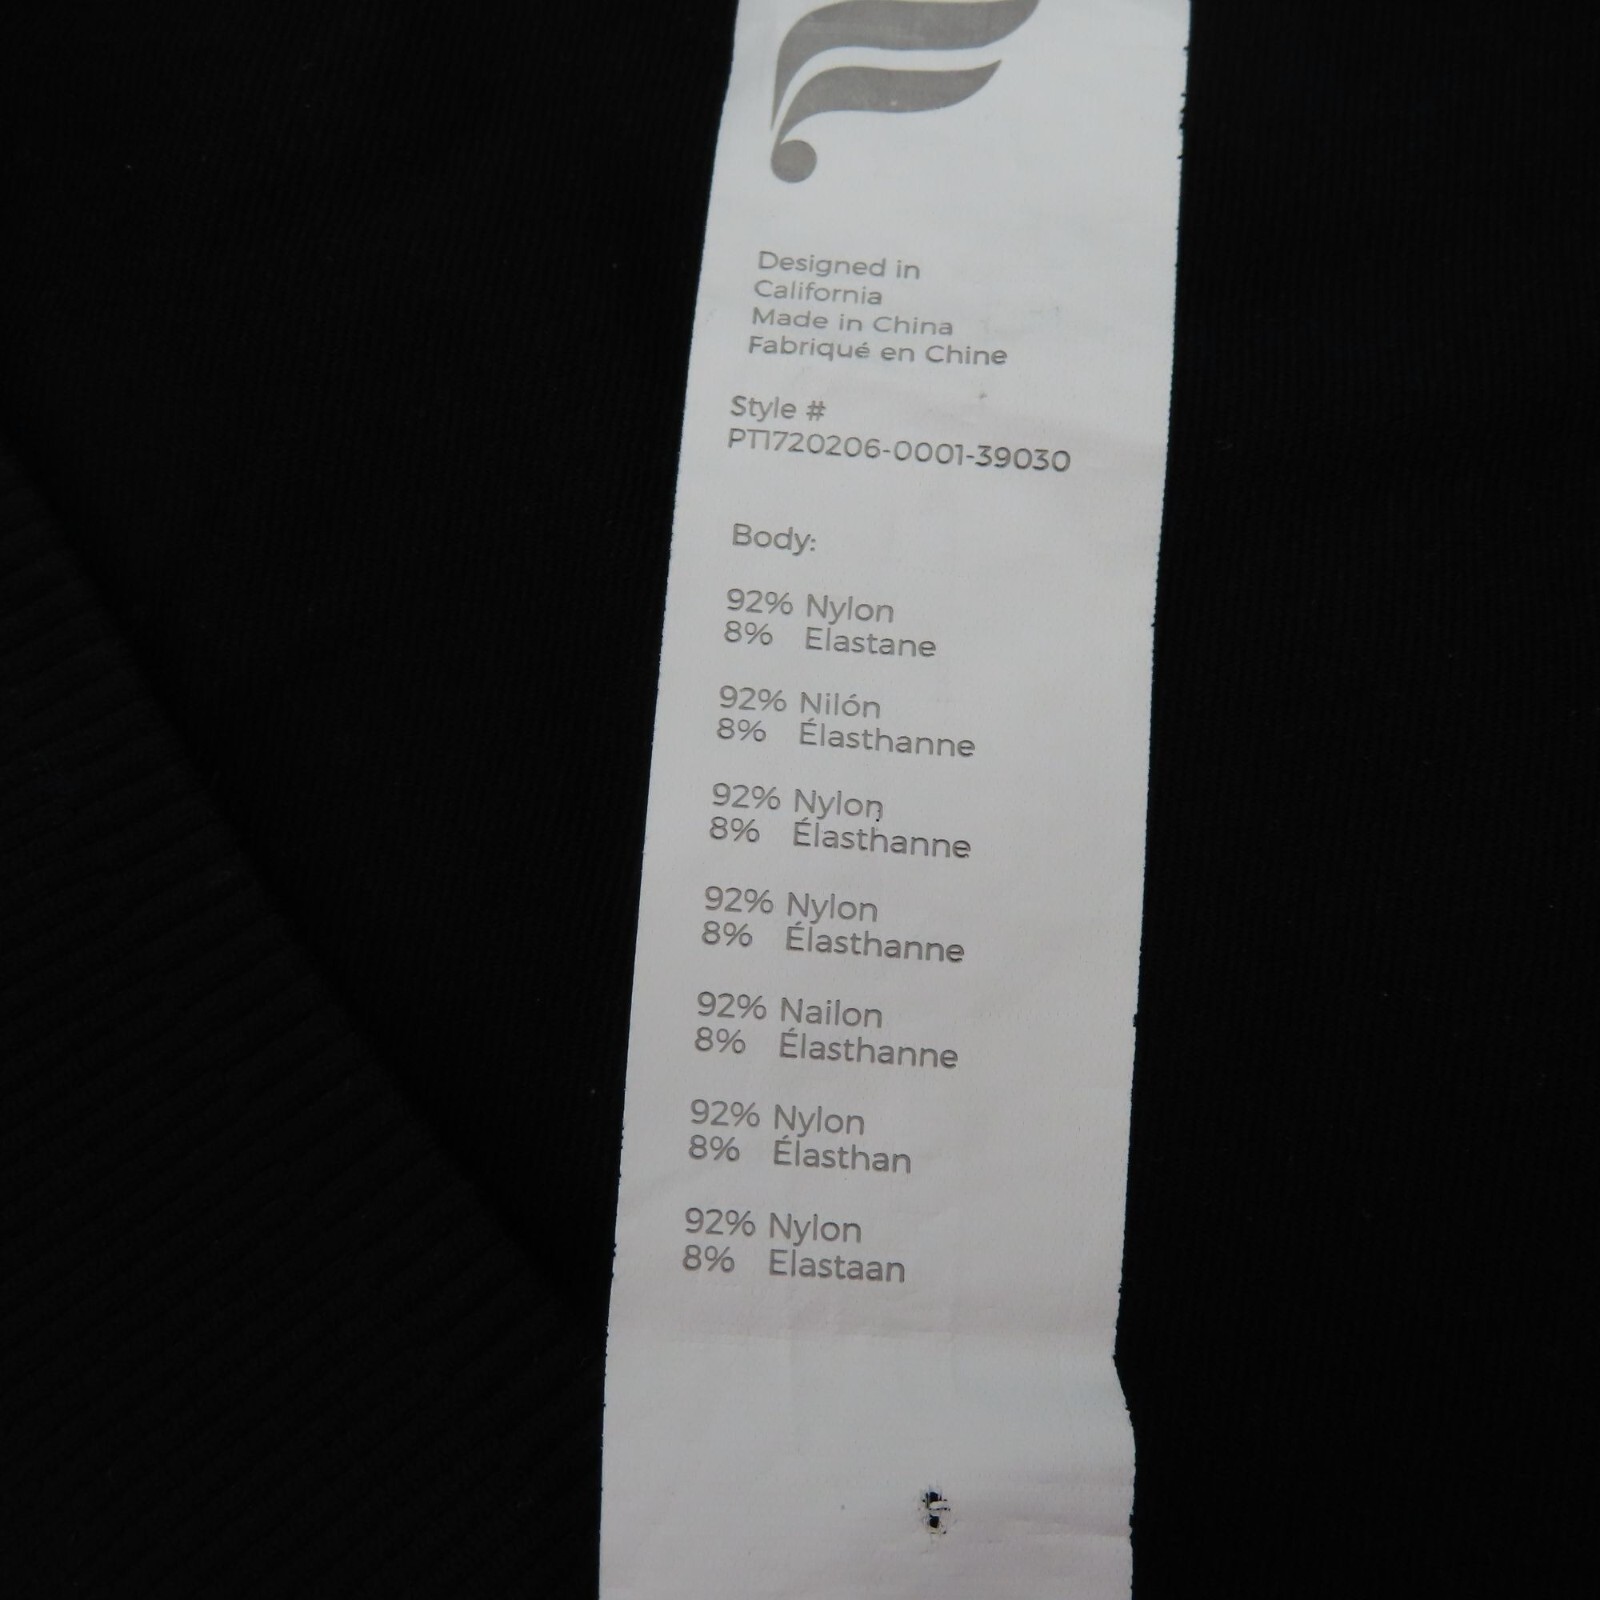 Designed in
California
Made in China
Fabriqué en Chine
Style #
PT1720206-0001-39030
Body:
92% Nylon
8% Elastane
92% Nilón
8% Élasthanne
92% Nylon
8% Élasthanne
92% Nylon
8% Élasthanne
92% Nailon
8% Élasthanne
92% Nylon
8% Élasthan
92% Nylon
8% Elastaan